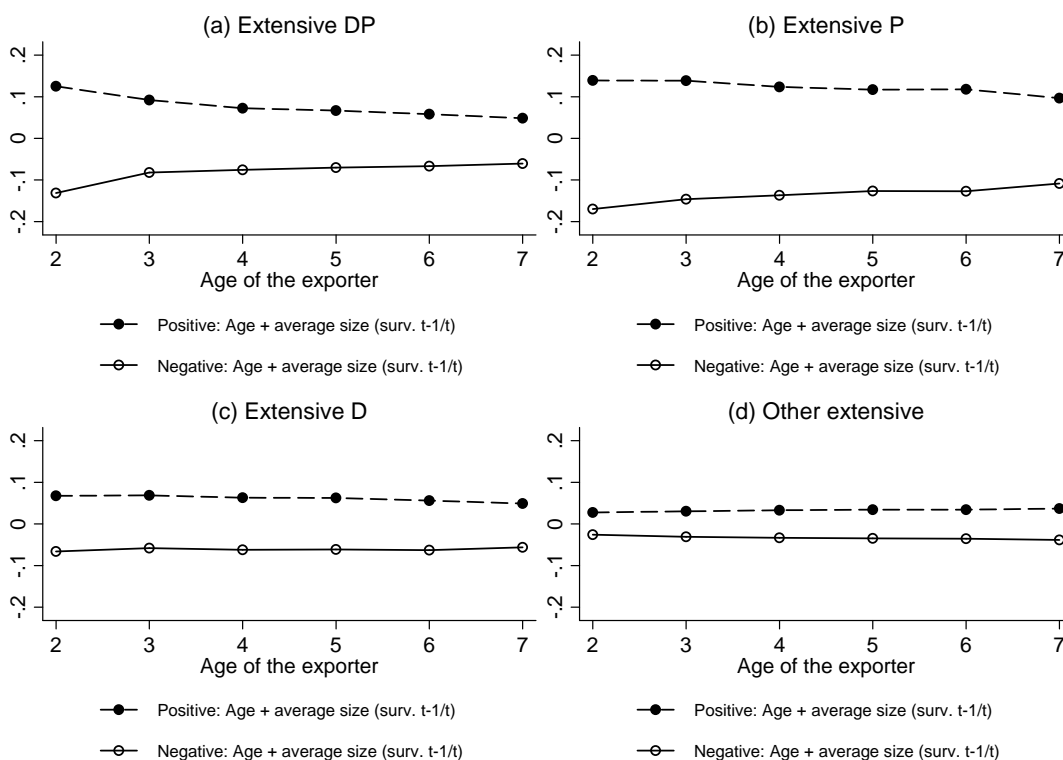 (a) Extensive DP
.2
.1
0
-.1
-.2
2 3 4 5 6 7
Age of the exporter
Positive: Age + average size (surv. t-1/t)
Negative: Age + average size (surv. t-1/t)
(b) Extensive P
.2
.1
0
-.1
-.2
2 3 4 5 6 7
Age of the exporter
Positive: Age + average size (surv. t-1/t)
Negative: Age + average size (surv. t-1/t)
(c) Extensive D
.2
.1
0
-.1
-.2
2 3 4 5 6 7
Age of the exporter
Positive: Age + average size (surv. t-1/t)
Negative: Age + average size (surv. t-1/t)
(d) Other extensive
.2
.1
0
-.1
-.2
2 3 4 5 6 7
Age of the exporter
Positive: Age + average size (surv. t-1/t)
Negative: Age + average size (surv. t-1/t)